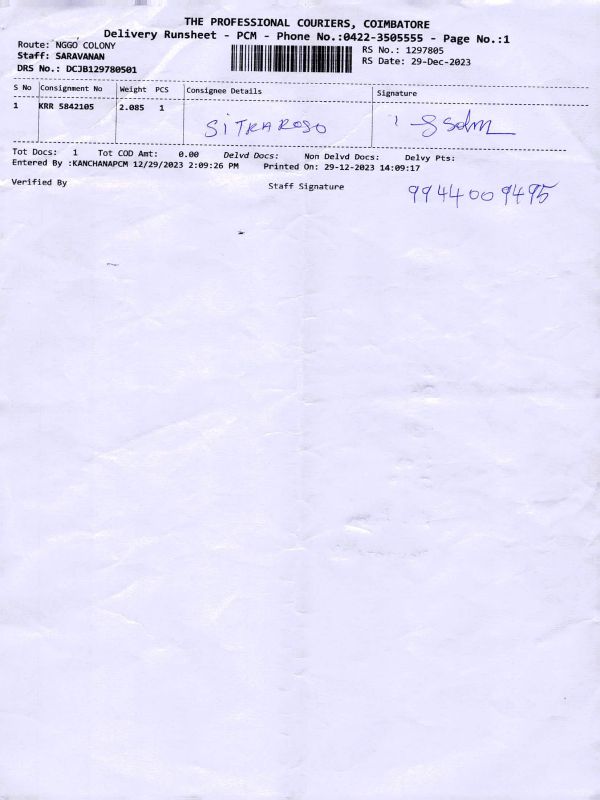 THE PROFESSIONAL COURIERS, COIMBATORE
Delivery Runsheet - PCM - Phone No.:0422-3505555 - Page No.:1
Route: NGGO COLONY
Staff: SARAVANAN
DRS No.: DCJB129780501
RS No.: 1297805
RS Date: 29-Dec-2023
S No Consignment No Weight PCS Consignee Details Signature
1 KRR 5842105 2.085 1
Tot Docs: 1 Tot COD Amt: 0.00 Delvd Docs: Non Delvd Docs: Delvy Pts:
Entered By :KANCHANAPCM 12/29/2023 2:09:26 PM Printed On: 29-12-2023 14:09:17
Verified By Staff Signature 9944009495